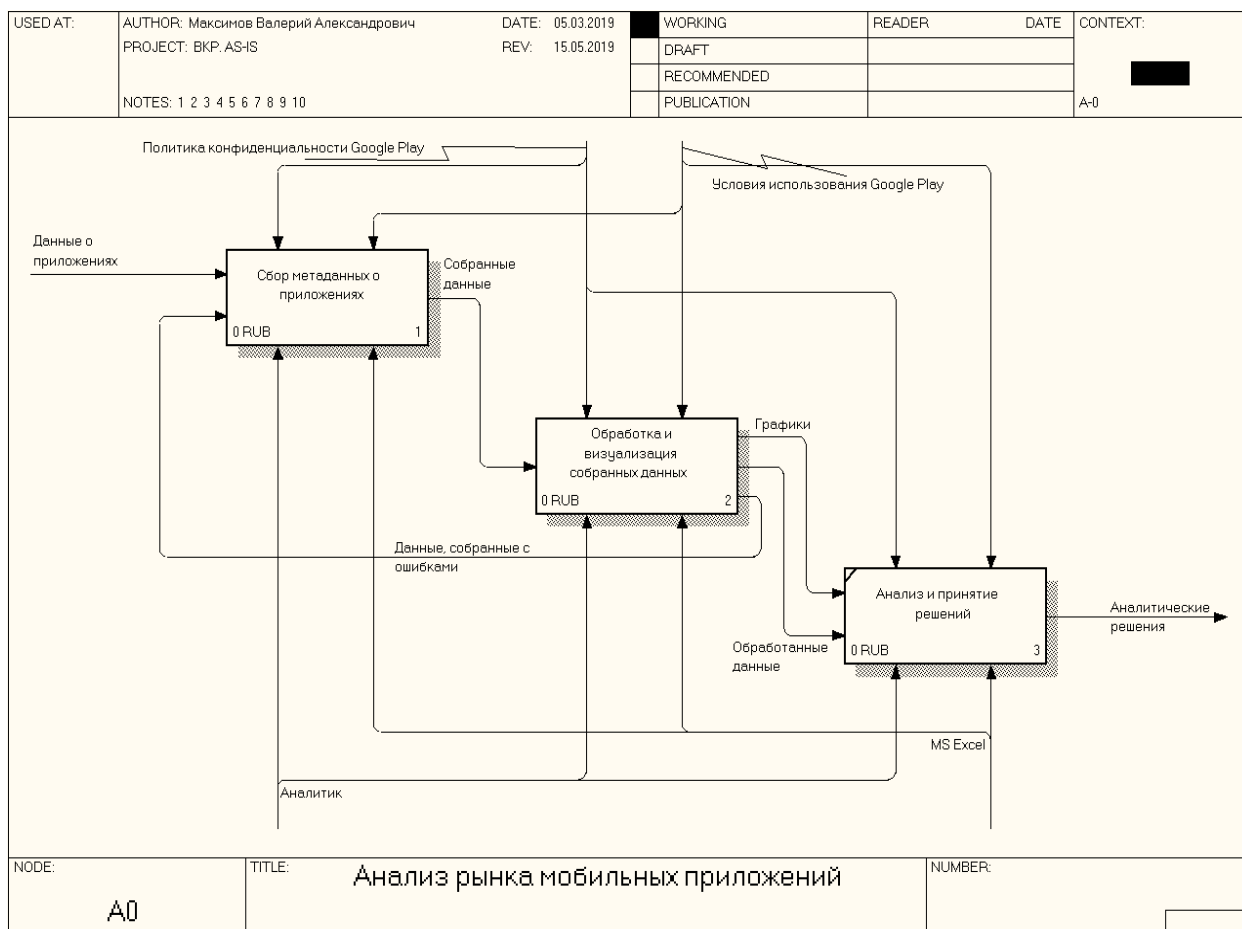 USED AT:
AUTHOR: Максимов Валерий Александрович
DATE: 05.03.2019
WORKING
READER
DATE
CONTEXT:
PROJECT: BKP. AS-IS
REV: 15.05.2019
DRAFT
RECOMMENDED
NOTES: 1 2 3 4 5 6 7 8 9 10
PUBLICATION
A-0
Политика конфиденциальности Google Play
Условия использования Google Play
Данные о
приложениях
Сбор метаданных о
приложениях
0 RUB
1
Собранные
данные
Обработка и
визуализация
собранных данных
0 RUB
2
Графики
Данные, собранные с
ошибками
Анализ и принятие
решений
0 RUB
3
Аналитические
решения
Обработанные
данные
MS Excel
Аналитик
NODE:
A0
TITLE:
Анализ рынка мобильных приложений
NUMBER: